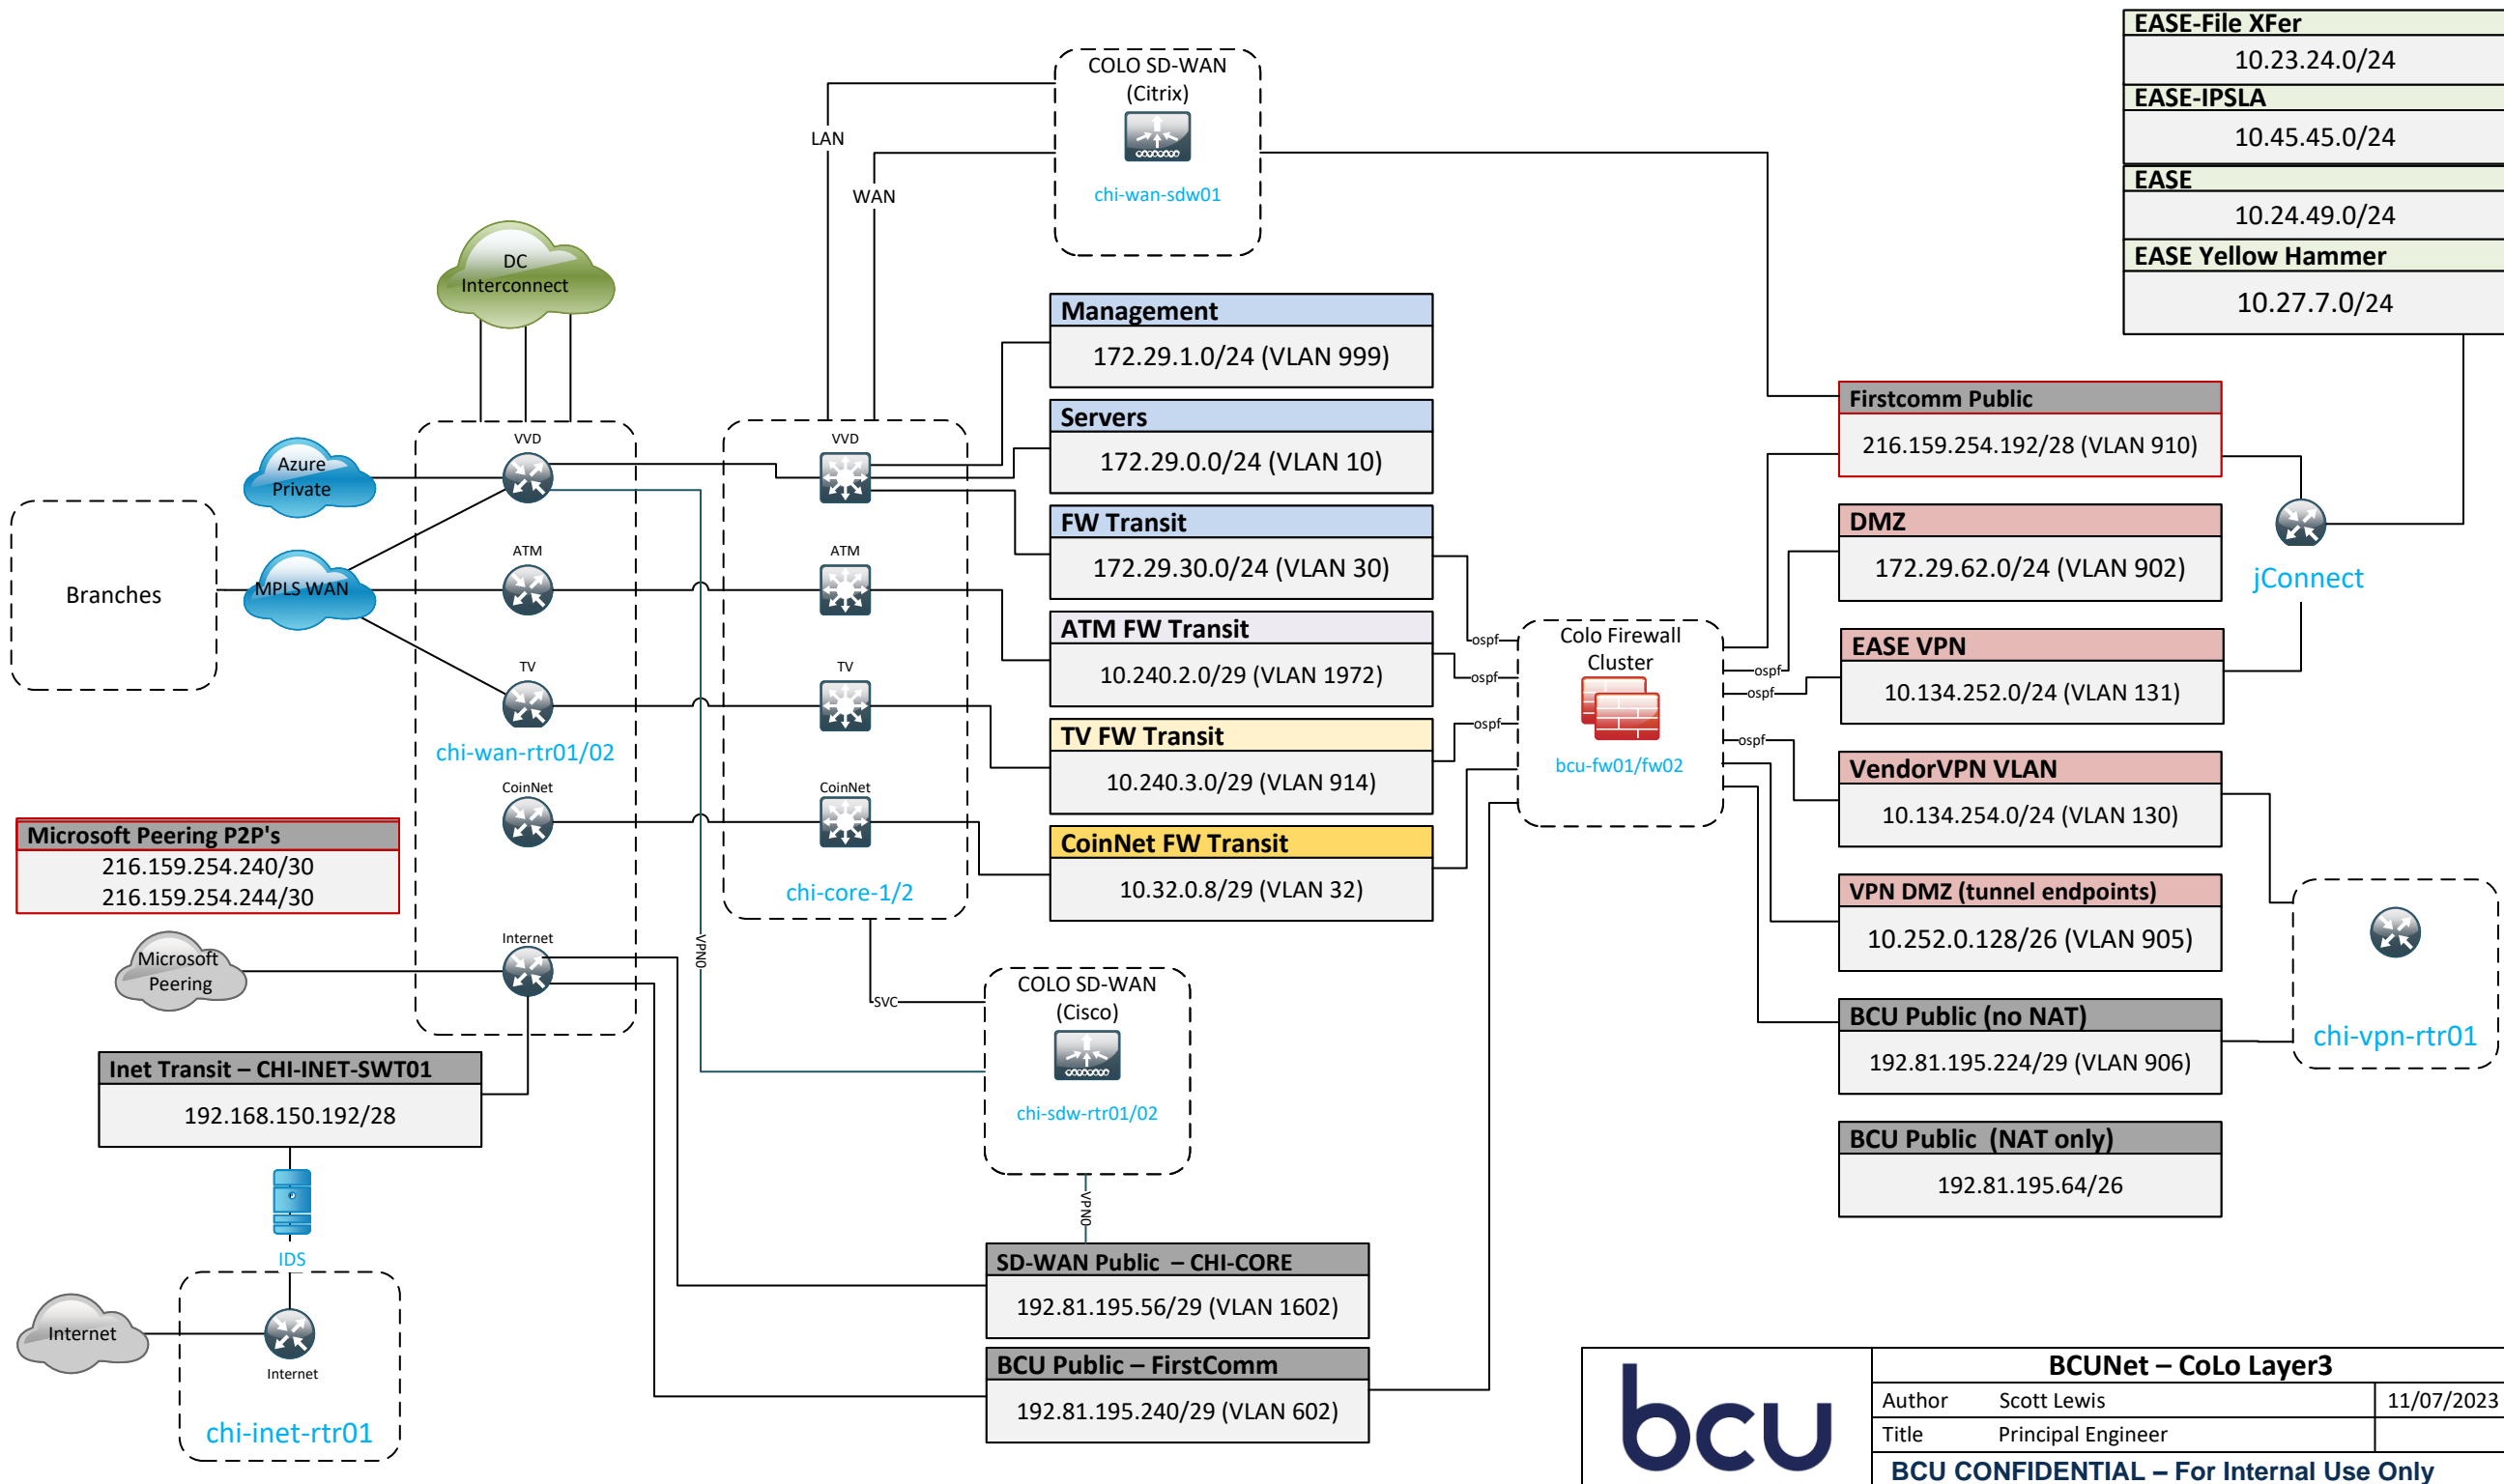 EASE-File XFer
10.23.24.0/24
EASE-IPSLA
10.45.45.0/24
EASE
10.24.49.0/24
EASE Yellow Hammer
10.27.7.0/24
COLO SD-WAN
(Citrix)
chi-wan-sdw01
LAN
WAN
DC
Interconnect
Management
172.29.1.0/24 (VLAN 999)
Servers
172.29.0.0/24 (VLAN 10)
FW Transit
172.29.30.0/24 (VLAN 30)
ATM FW Transit
10.240.2.0/29 (VLAN 1972)
TV FW Transit
10.240.3.0/29 (VLAN 914)
CoinNet FW Transit
10.32.0.8/29 (VLAN 32)
Azure
Private
Branches
MPLS WAN
VVD
ATM
TV
chi-wan-rtr01/02
CoinNet
Internet
VVD
ATM
TV
CoinNet
chi-core-1/2
ospf
ospf
ospf
Colo Firewall
Cluster
bcu-fw01/fw02
ospf
ospf
ospf
Firstcomm Public
216.159.254.192/28 (VLAN 910)
DMZ
172.29.62.0/24 (VLAN 902)
EASE VPN
10.134.252.0/24 (VLAN 131)
VendorVPN VLAN
10.134.254.0/24 (VLAN 130)
VPN DMZ (tunnel endpoints)
10.252.0.128/26 (VLAN 905)
BCU Public (no NAT)
192.81.195.224/29 (VLAN 906)
BCU Public (NAT only)
192.81.195.64/26
jConnect
chi-vpn-rtr01
Microsoft Peering P2P's
216.159.254.240/30
216.159.254.244/30
Microsoft
Peering
Inet Transit – CHI-INET-SWT01
192.168.150.192/28
IDS
Internet
Internet
chi-inet-rtr01
VPN0
SVC
COLO SD-WAN
(Cisco)
chi-sdw-rtr01/02
VPN0
SD-WAN Public – CHI-CORE
192.81.195.56/29 (VLAN 1602)
BCU Public – FirstComm
192.81.195.240/29 (VLAN 602)
bcu
BCUNet – CoLo Layer3
Author Scott Lewis 11/07/2023
Title Principal Engineer
BCU CONFIDENTIAL – For Internal Use Only